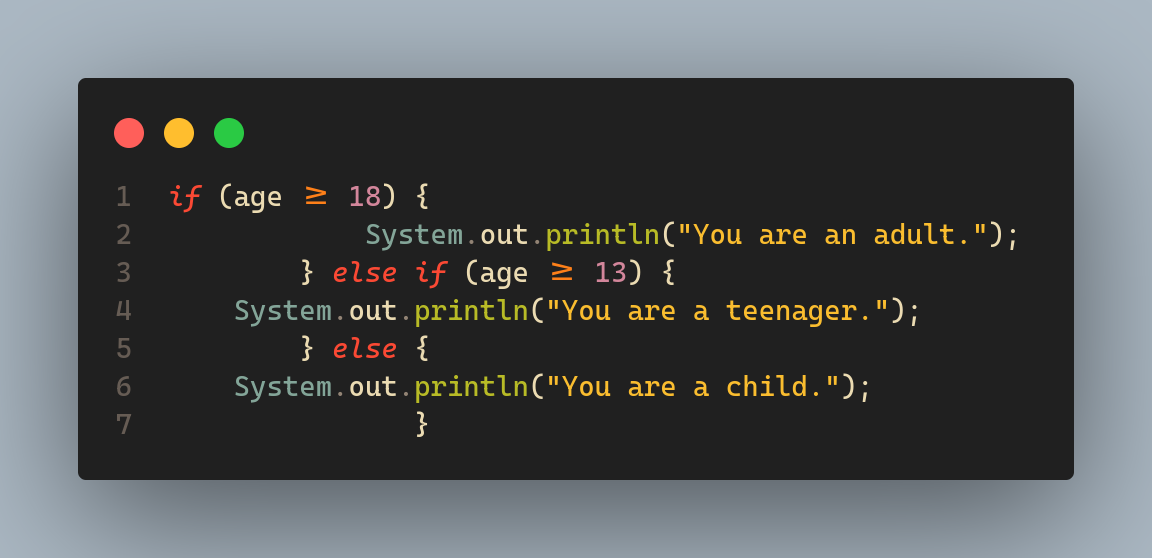 1 if (age >= 18) {
2             System.out.println("You are an adult.");
3         } else if (age >= 13) {
4     System.out.println("You are a teenager.");
5         } else {
6     System.out.println("You are a child.");
7                }